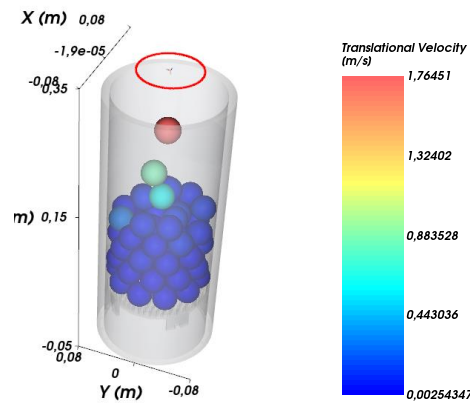 X (m) 0,08
-1,9e-05
-0,08
0,35
m) 0,15
-0,05
0,08
0
Y (m) -0,08
Translational Velocity
(m/s)
1,76451
1,32402
0,883528
0,443036
0,0025434